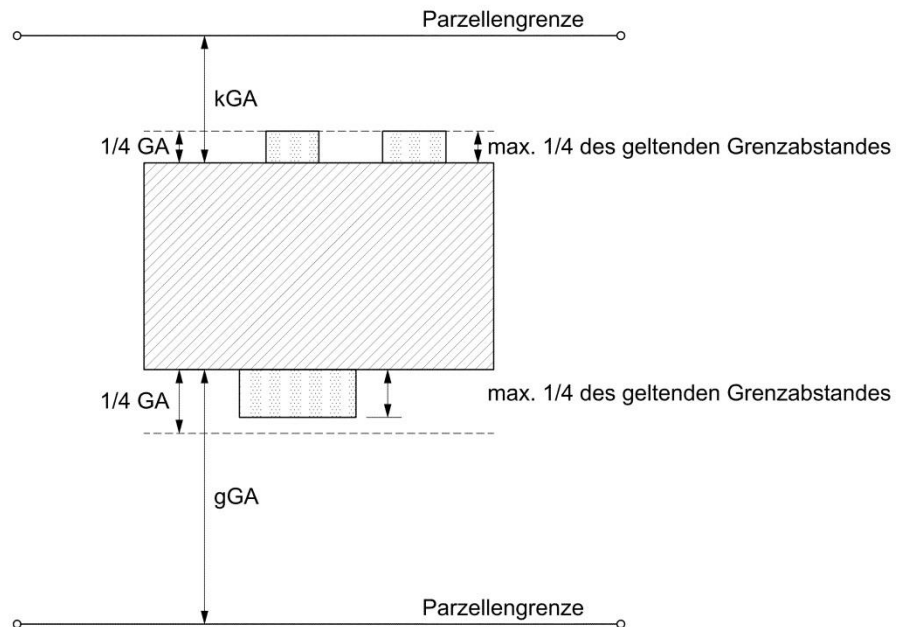 Parzellengrenze
kGA
1/4 GA
max. 1/4 des geltenden Grenzabstandes
1/4 GA
max. 1/4 des geltenden Grenzabstandes
gGA
Parzellengrenze